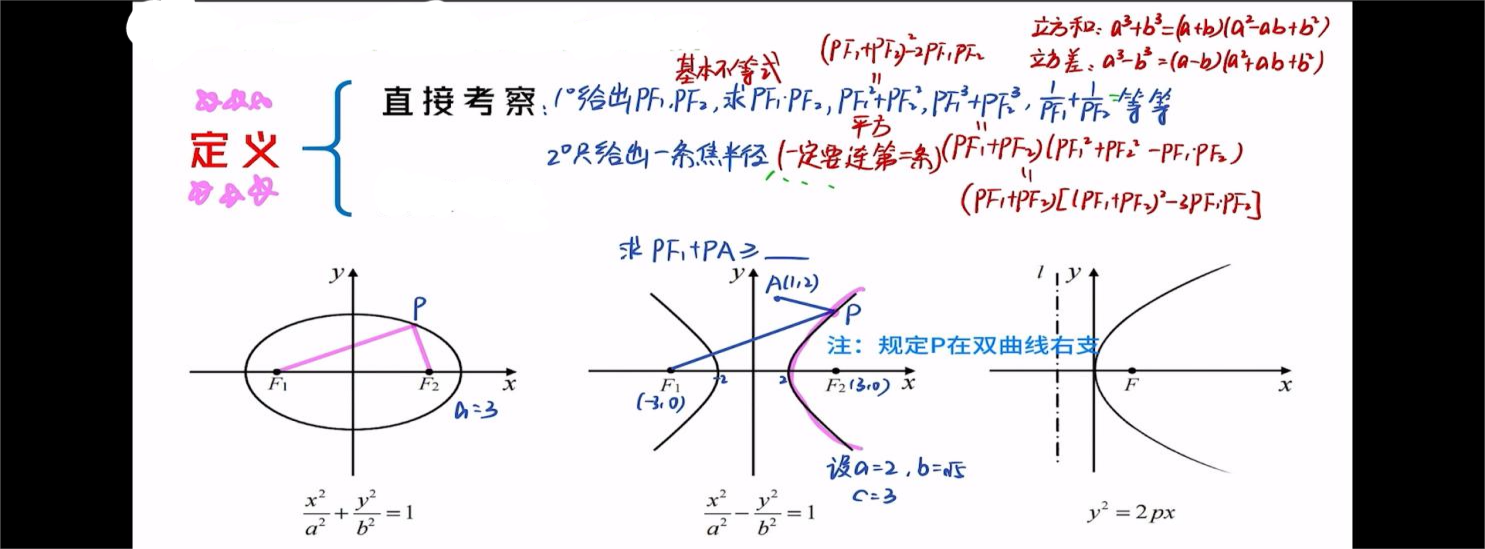 立方和：a³+b³=(a+b)(a²-ab+b²)
立方差：a³-b³=(a-b)(a²+ab+b²)
基本不等式
(PF₁+PF₂)²-2PF₁PF₂
=
定义
直接考察：1°给出PF₁.PF₂,求PF₁·PF₂,PF₁²+PF₂²,PF₁³+PF₂³,1/PF₁+1/PF₂=等等
平方
=
2°只给出一条焦半径(一定要连第二条)
(PF₁+PF₂)(PF₁²+PF₂²-PF₁·PF₂)
=
(PF₁+PF₂)[(PF₁+PF₂)²-3PF₁·PF₂]
求PF₁+PA≥___
y
P
F₁
F₂
x
a=3
x²/a²+y²/b²=1
y
A(1,2)
P
注：规定P在双曲线右支
F₁
(-3,0)
-2
2
F₂(3,0)
x
设a=2,b=√5
c=3
x²/a²-y²/b²=1
l
y
F
x
y²=2px